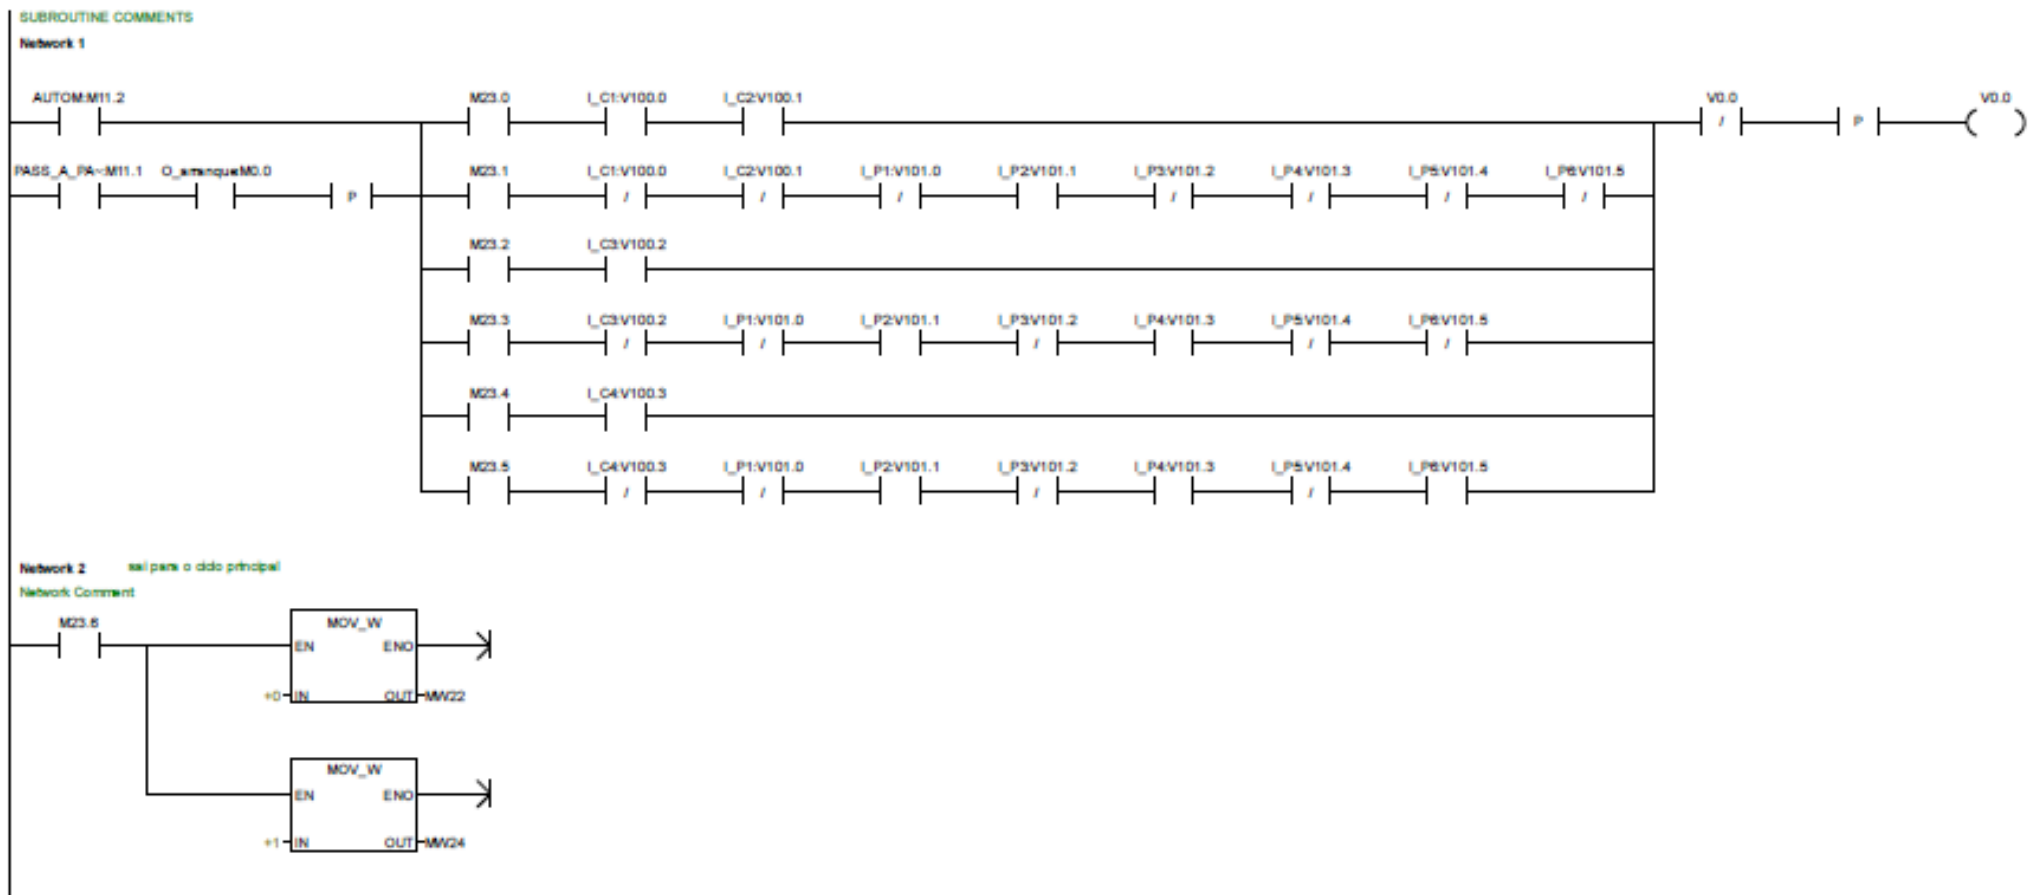 SUBROUTINE COMMENTS
Network 1
AUTOM:M11.2 M23.0 I_C1:V100.0 I_C2:V100.1 V0.0 V0.0
/ P
PASS_A_PA~:M11.1 O_arranque:M0.0 M23.1 I_C1:V100.0 I_C2:V100.1 I_P1:V101.0 I_P2:V101.1 I_P3:V101.2 I_P4:V101.3 I_P5:V101.4 I_P6:V101.5
P / / / / / / /
M23.2 I_C3:V100.2
M23.3 I_C3:V100.2 I_P1:V101.0 I_P2:V101.1 I_P3:V101.2 I_P4:V101.3 I_P5:V101.4 I_P6:V101.5
/ / / / /
M23.4 I_C4:V100.3
M23.5 I_C4:V100.3 I_P1:V101.0 I_P2:V101.1 I_P3:V101.2 I_P4:V101.3 I_P5:V101.4 I_P6:V101.5
/ / / /
Network 2 sai para o ciclo principal
Network Comment
M23.6 MOV_W
EN ENO
+0 IN OUT MW22
MOV_W
EN ENO
+1 IN OUT MW24